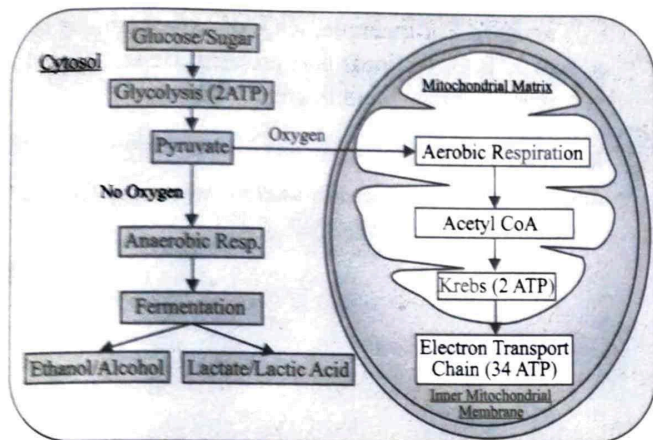 Glucose/Sugar
Cytosol
Glycolysis (2ATP)
Pyruvate
Oxygen
No Oxygen
Anaerobic Resp.
Fermentation
Ethanol/Alcohol
Lactate/Lactic Acid
Mitochondrial Matrix
Aerobic Respiration
Acetyl CoA
Krebs (2 ATP)
Electron Transport
Chain (34 ATP)
Inner Mitochondrial
Membrane